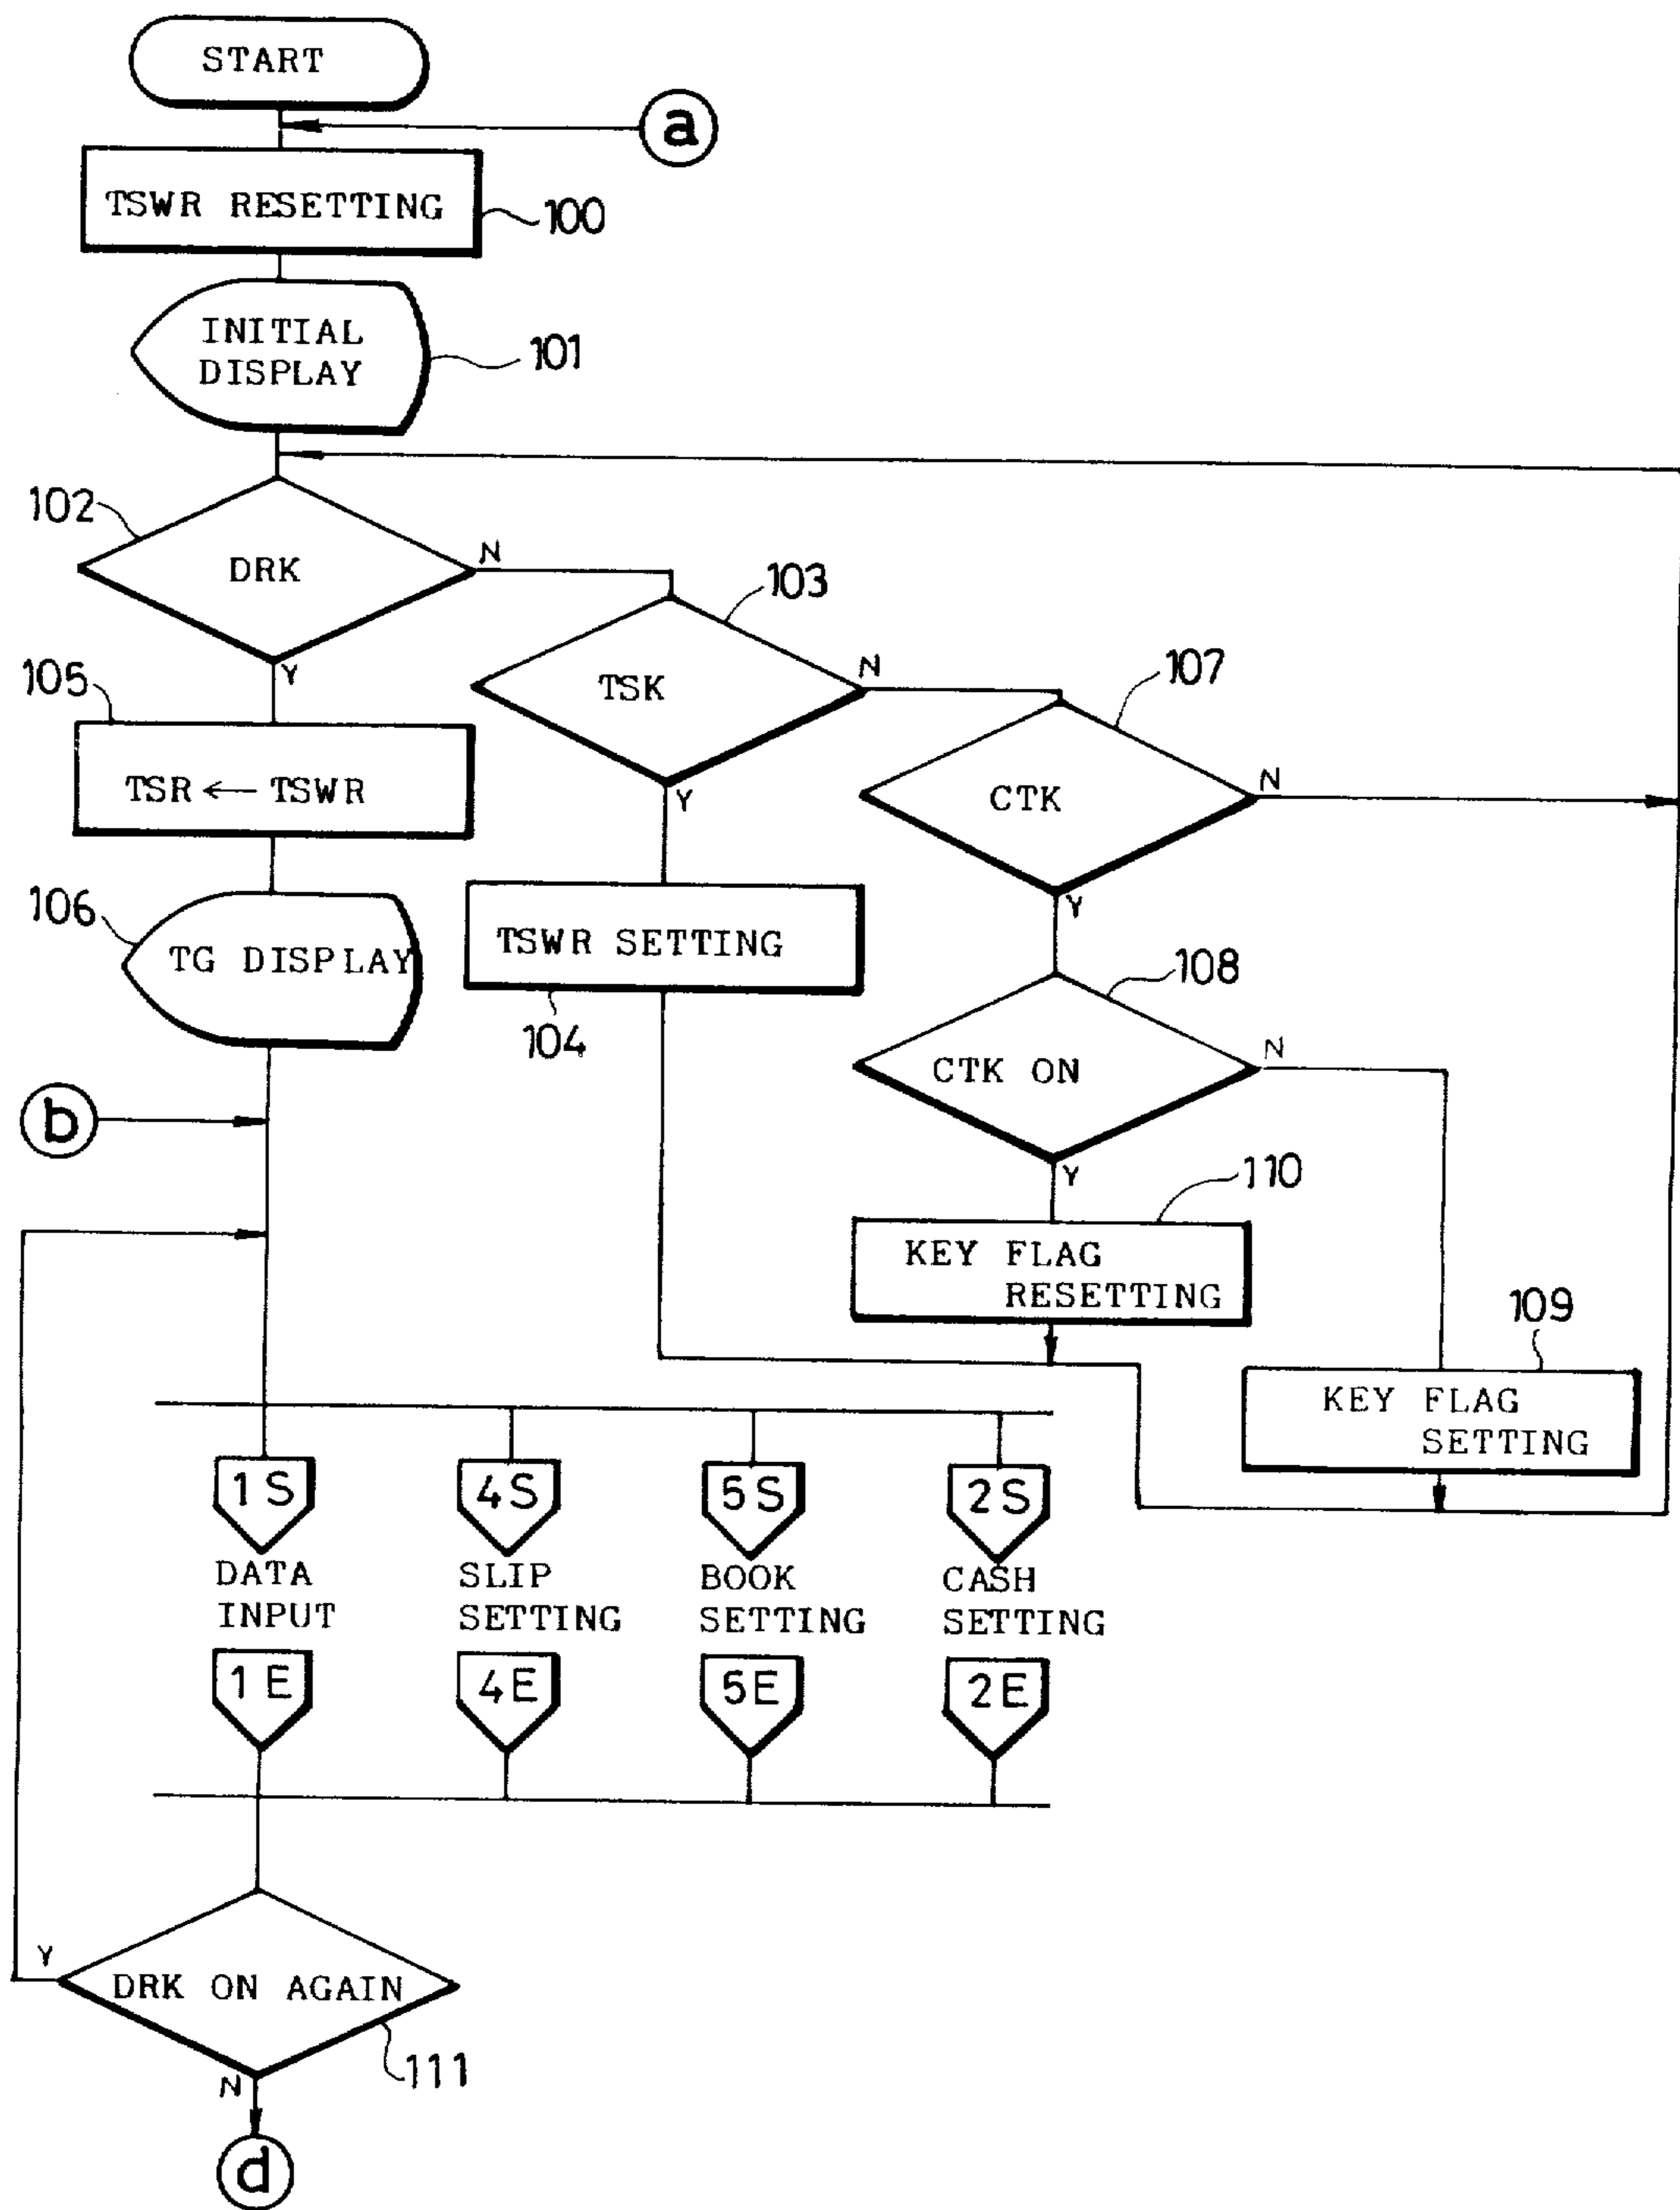 START
a
TSWR RESETTING
100
INITIAL
DISPLAY
101
102
DRK
N
Y
103
TSK
N
Y
107
CTK
N
Y
105
TSR ← TSWR
106
TG DISPLAY
TSWR SETTING
104
108
CTK ON
N
Y
b
110
KEY FLAG
RESETTING
109
KEY FLAG
SETTING
1S
4S
5S
2S
DATA
INPUT
SLIP
SETTING
BOOK
SETTING
CASH
SETTING
1E
4E
5E
2E
Y
DRK ON AGAIN
111
N
d